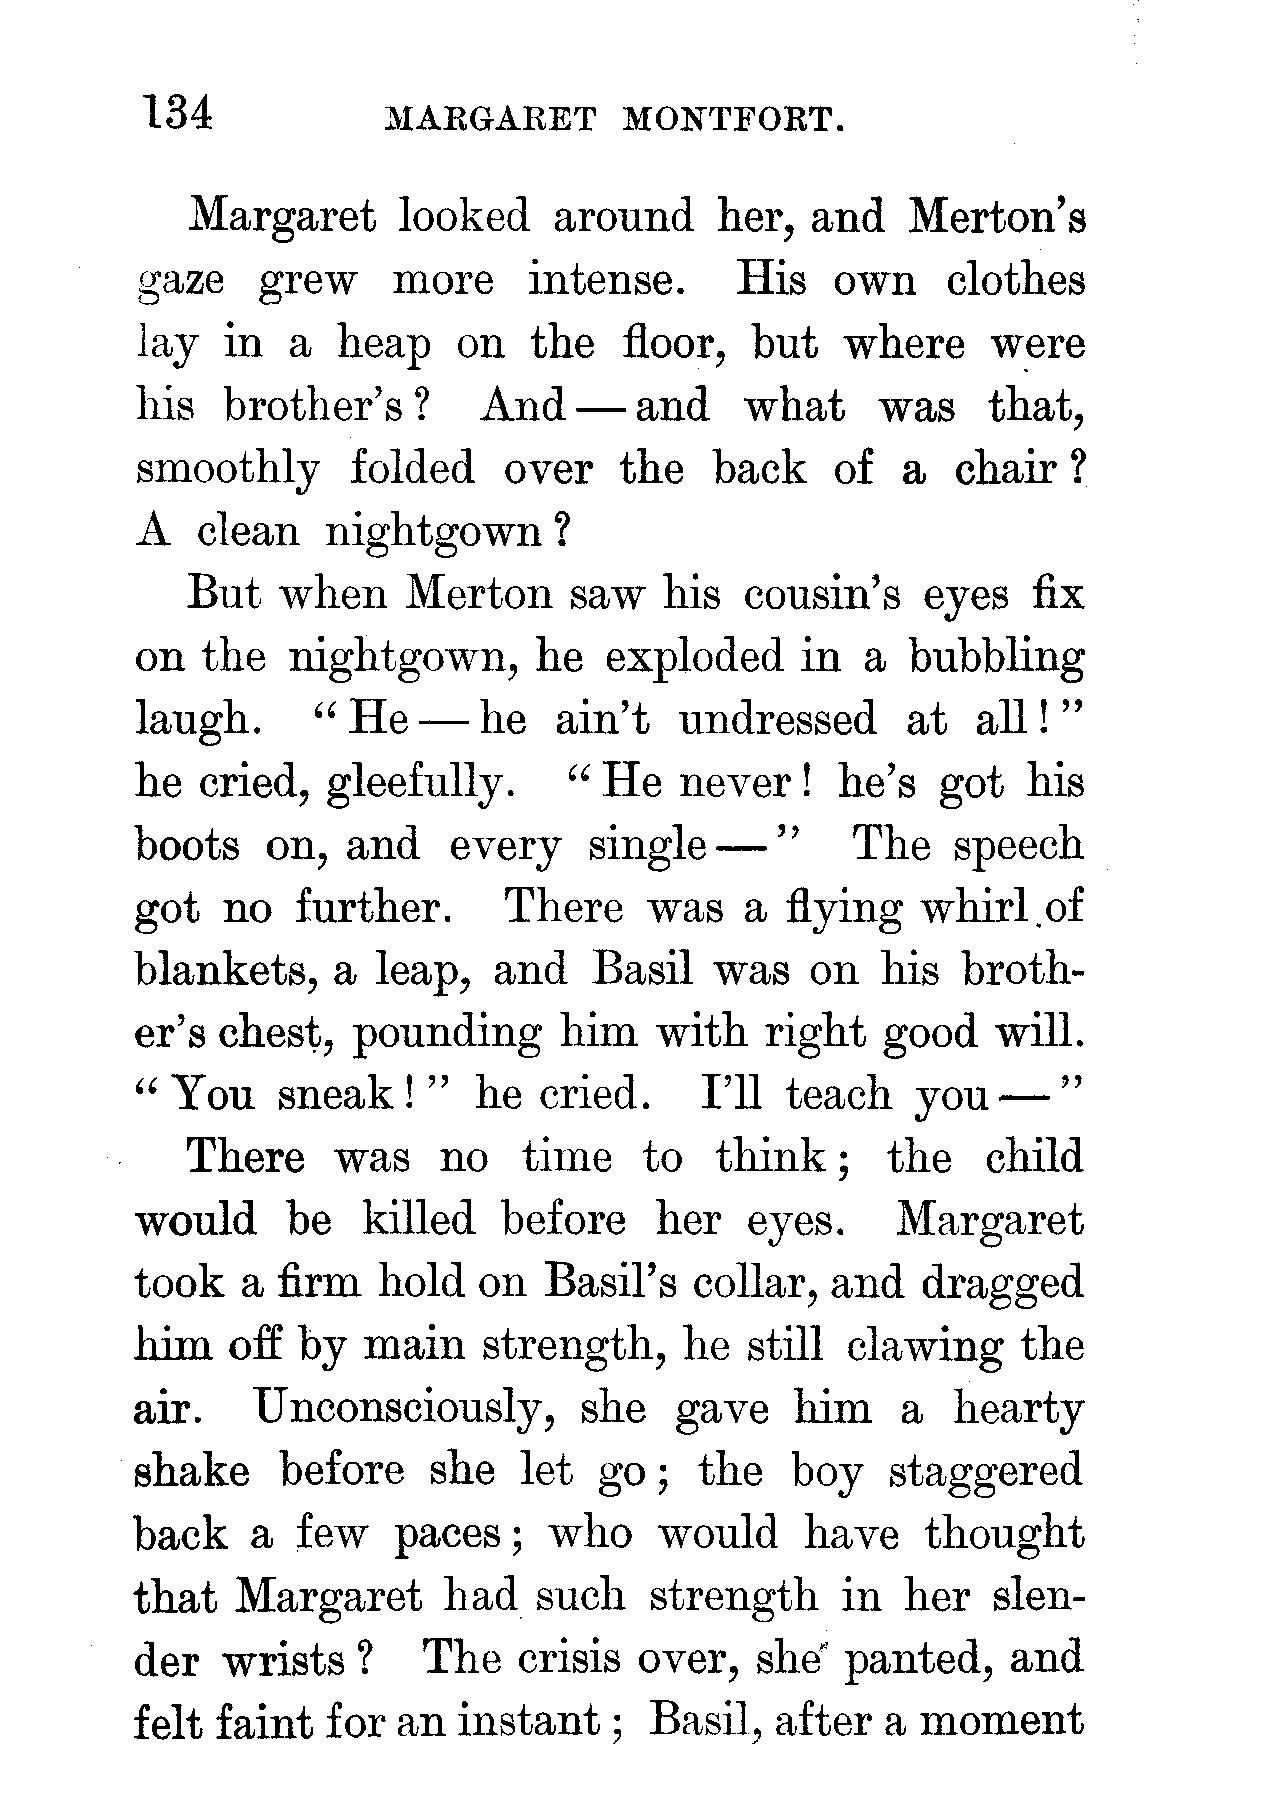 134 MARGARET MONTFORT.
Margaret looked around her, and Merton's
gaze grew more intense. His own clothes
lay in a heap on the floor, but where were
his brother's? And — and what was that,
smoothly folded over the back of a chair?
A clean nightgown?
But when Merton saw his cousin's eyes fix
on the nightgown, he exploded in a bubbling
laugh. "He — he ain't undressed at all!"
he cried, gleefully. "He never! he's got his
boots on, and every single — " The speech
got no further. There was a flying whirl of
blankets, a leap, and Basil was on his broth-
er's chest, pounding him with right good will.
"You sneak!" he cried. I'll teach you — "
There was no time to think; the child
would be killed before her eyes. Margaret
took a firm hold on Basil's collar, and dragged
him off by main strength, he still clawing the
air. Unconsciously, she gave him a hearty
shake before she let go; the boy staggered
back a few paces; who would have thought
that Margaret had such strength in her slen-
der wrists? The crisis over, she panted, and
felt faint for an instant; Basil, after a moment